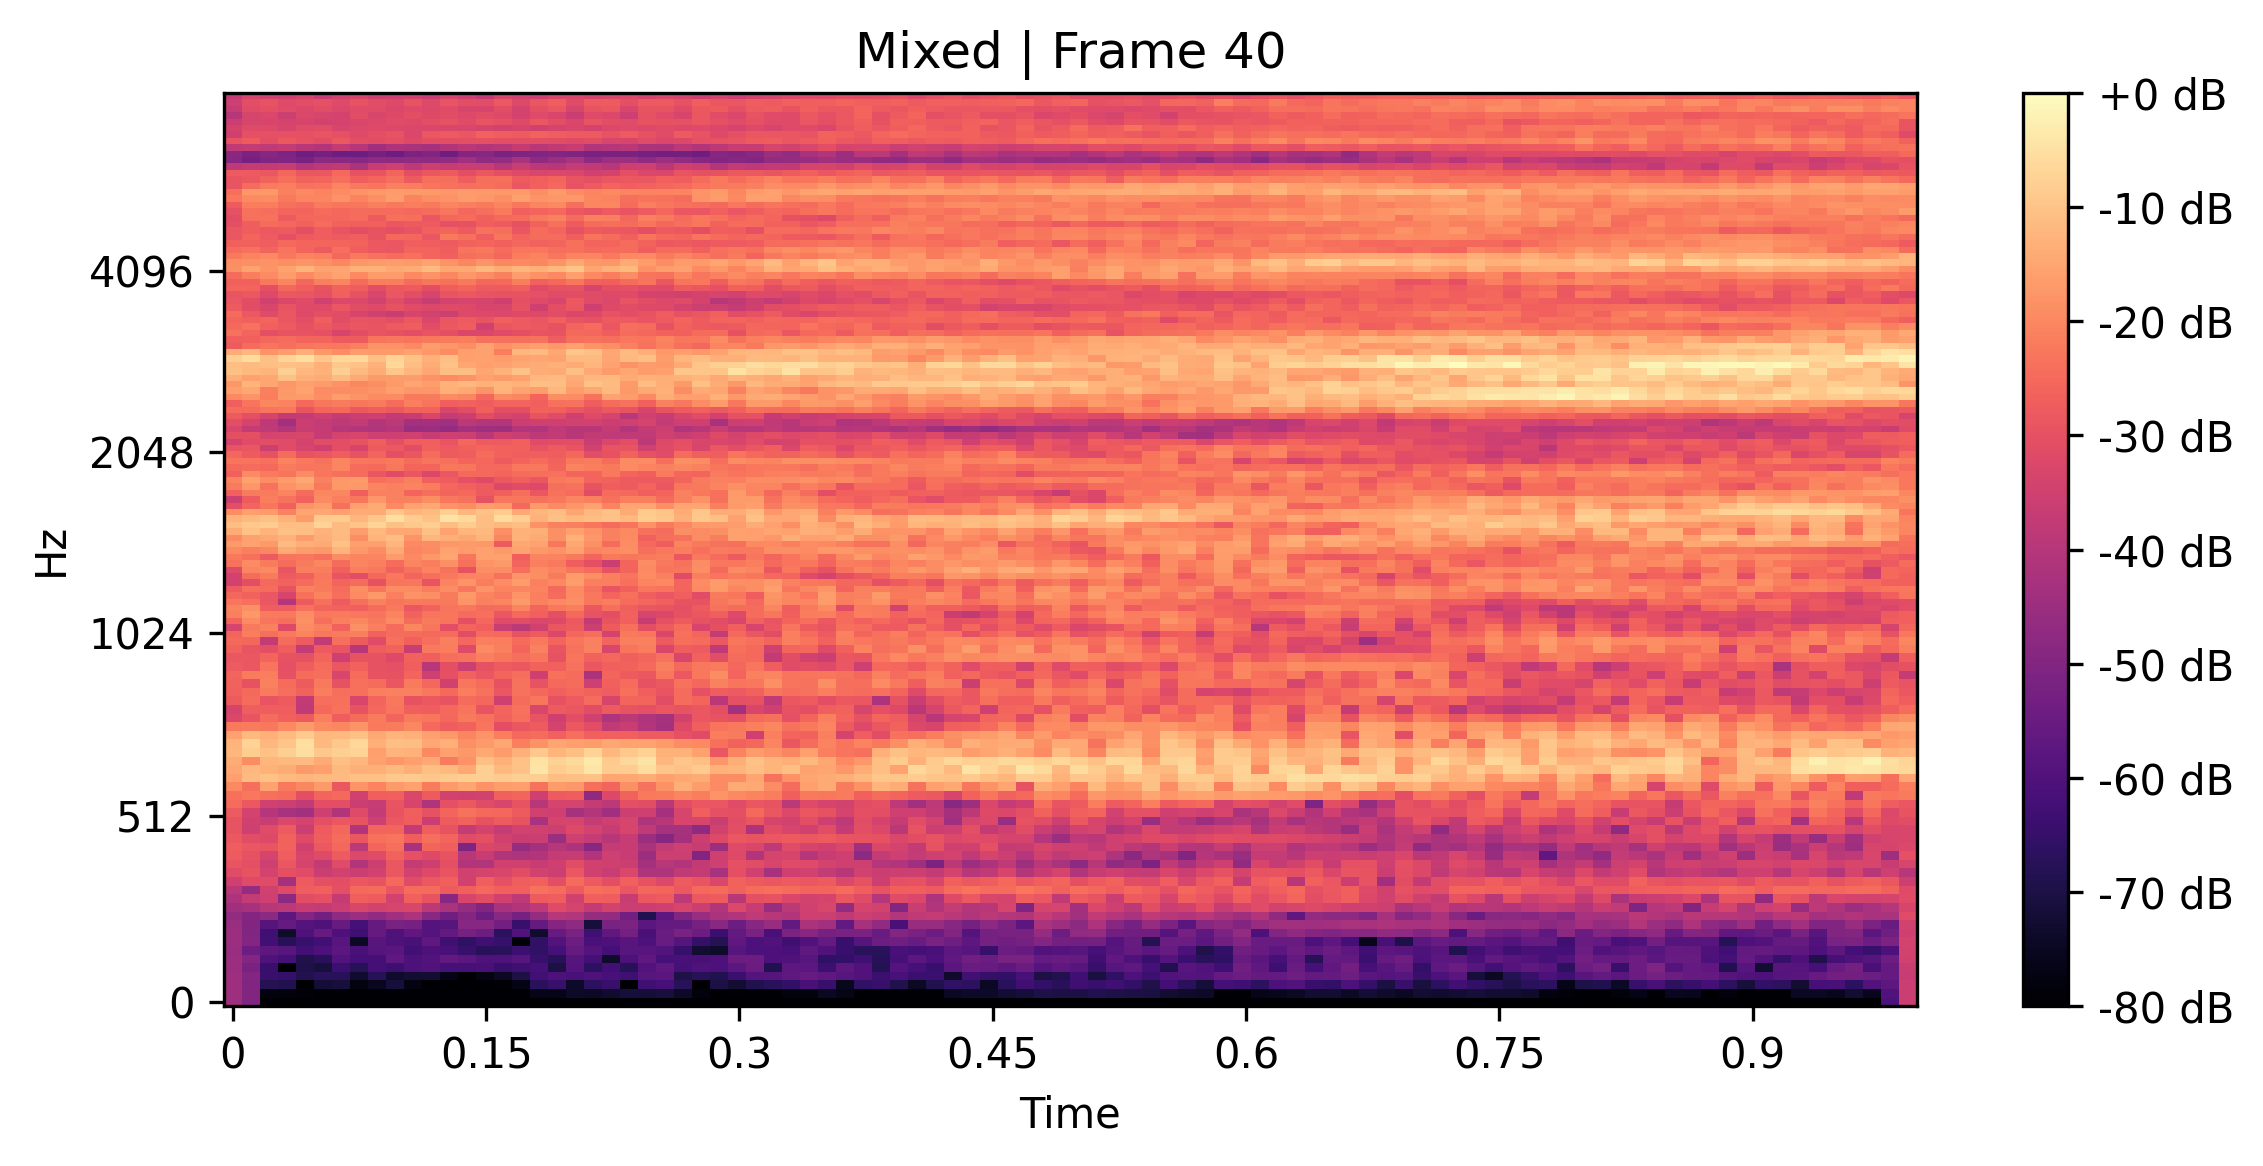 Mixed | Frame 40
+0 dB
-10 dB
-20 dB
-30 dB
-40 dB
-50 dB
-60 dB
-70 dB
-80 dB
Hz
4096
2048
1024
512
0
0 0.15 0.3 0.45 0.6 0.75 0.9
Time